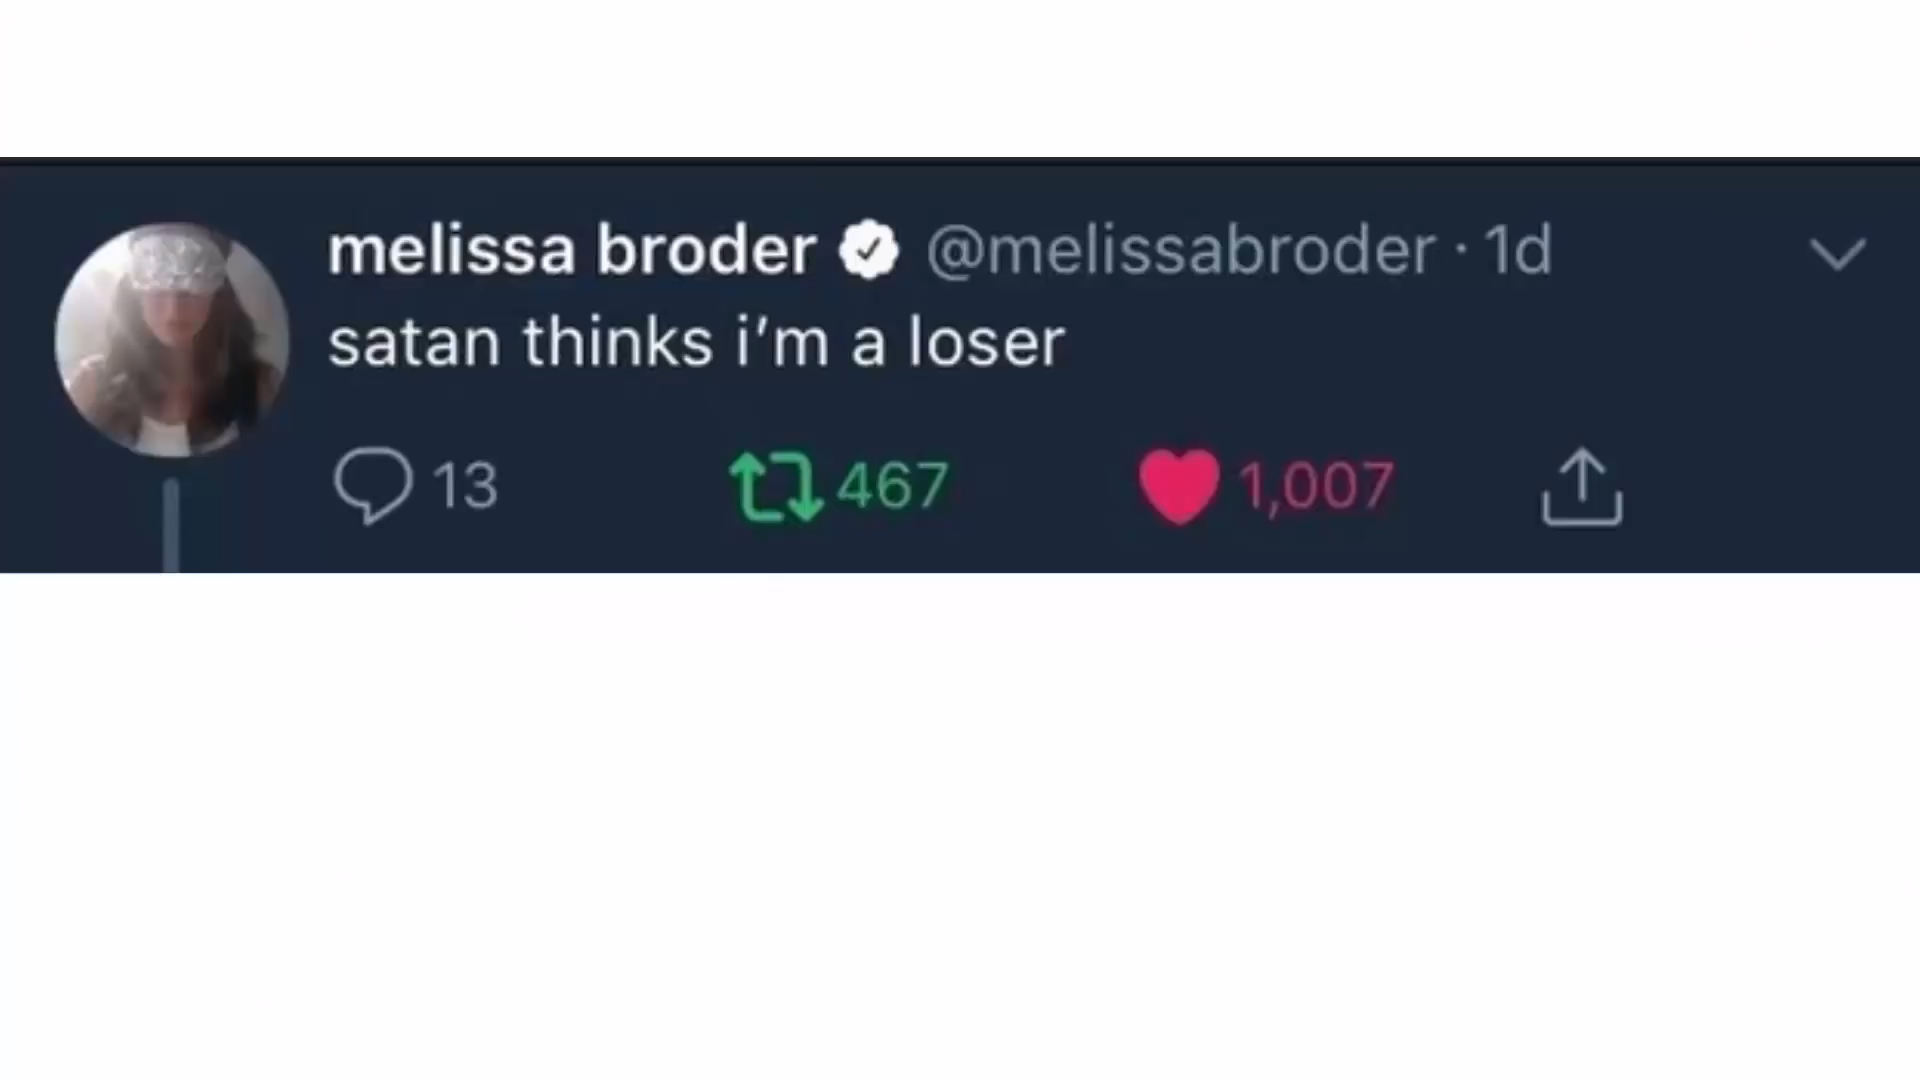 melissa broder @melissabroder · 1d
satan thinks i'm a loser
13 467 1,007